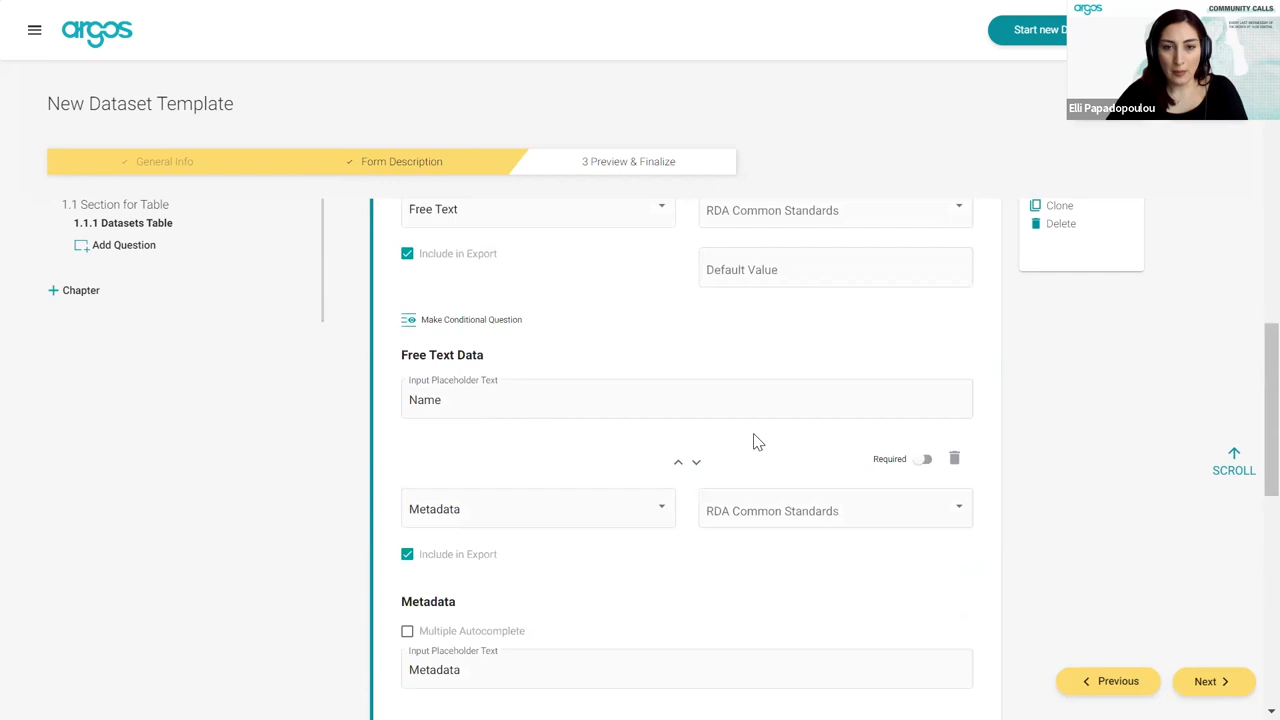 argos
Start new D
argos
COMMUNITY CALLS
Elli Papadopoulou
New Dataset Template
General Info
Form Description
3 Preview & Finalize
1.1 Section for Table
1.1.1 Datasets Table
Add Question
Chapter
Free Text
RDA Common Standards
Include in Export
Default Value
Make Conditional Question
Free Text Data
Input Placeholder Text
Name
Required
Metadata
RDA Common Standards
Include in Export
Metadata
Multiple Autocomplete
Input Placeholder Text
Metadata
Clone
Delete
SCROLL
Previous
Next